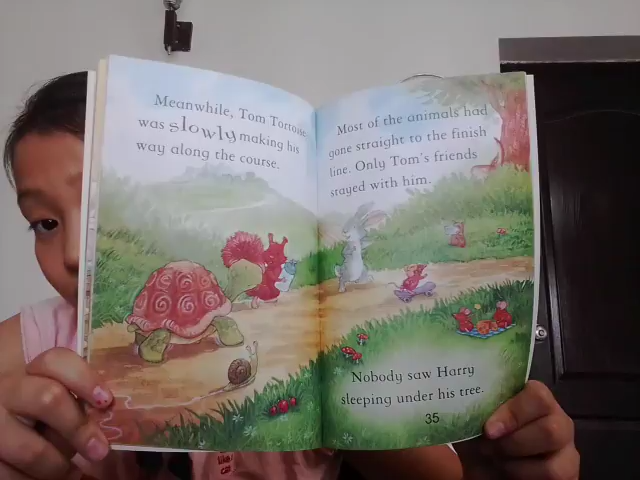 Meanwhile, Tom Tortoise
was slowly making his
way along the course.
Most of the animals had
gone straight to the finish
line. Only Tom's friends
stayed with him.
Nobody saw Harry
sleeping under his tree.
35